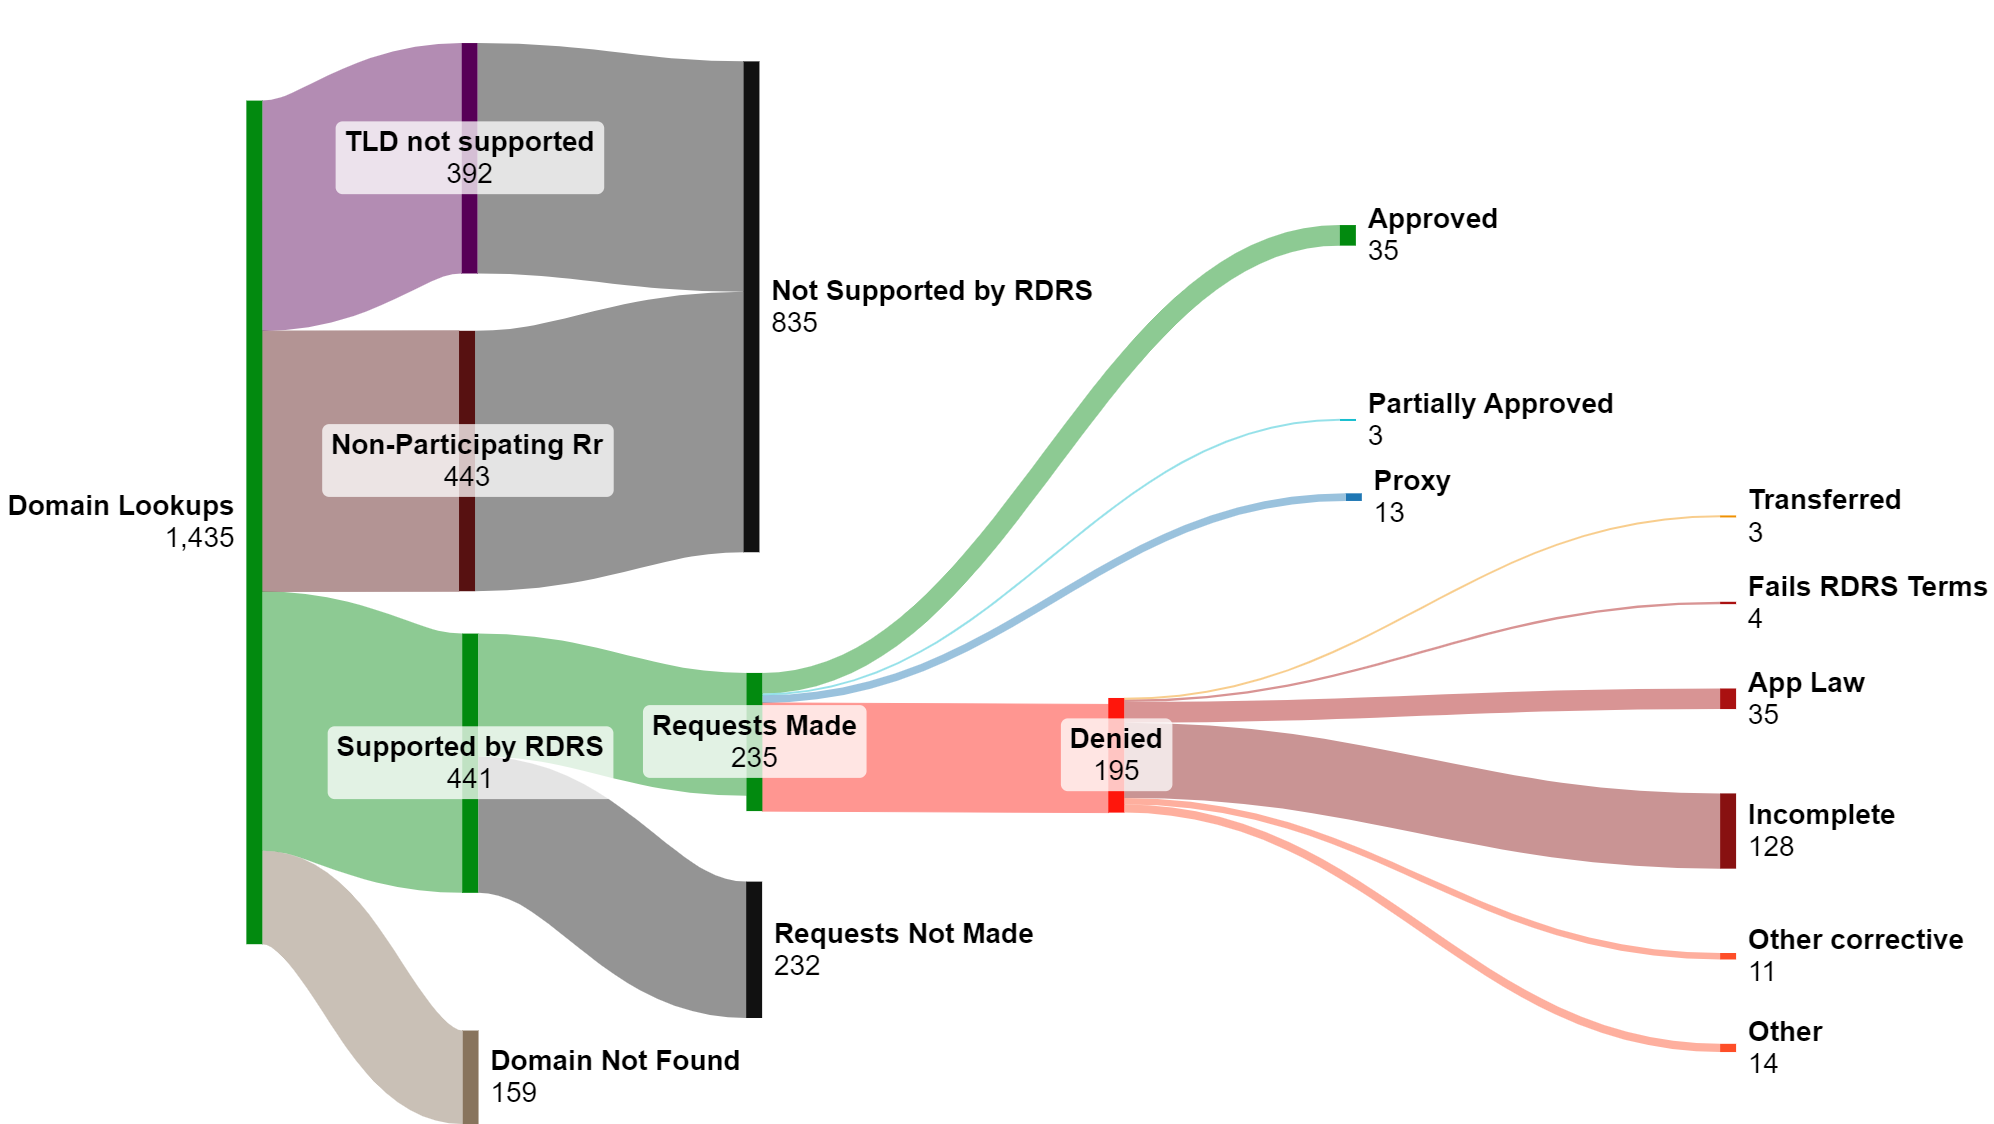 TLD not supported
392
Approved
35
Not Supported by RDRS
835
Partially Approved
3
Non-Participating Rr
443
Proxy
13
Domain Lookups
1,435
Transferred
3
Fails RDRS Terms
4
App Law
35
Requests Made
235
Denied
195
Supported by RDRS
441
Incomplete
128
Requests Not Made
232
Other corrective
11
Other
14
Domain Not Found
159